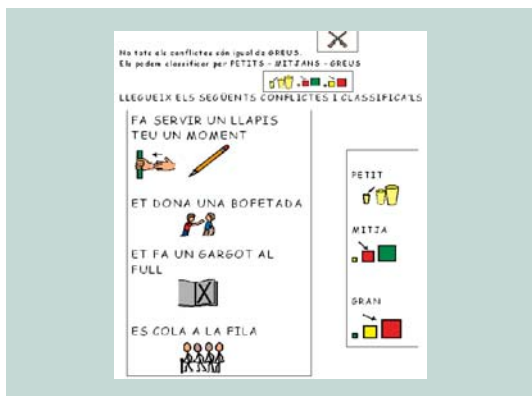 No tots els conflictes són igual de GREUS.
Els podem classificar per PETITS - MITJANS - GREUS
LLEGUEIX ELS SEGÜENTS CONFLICTES I CLASSIFICA'LS
FA SERVIR UN LLAPIS
TEU UN MOMENT
ET DONA UNA BOFETADA
ET FA UN GARGOT AL
FULL
ES COLA A LA FILA
PETIT
MITJA
GRAN